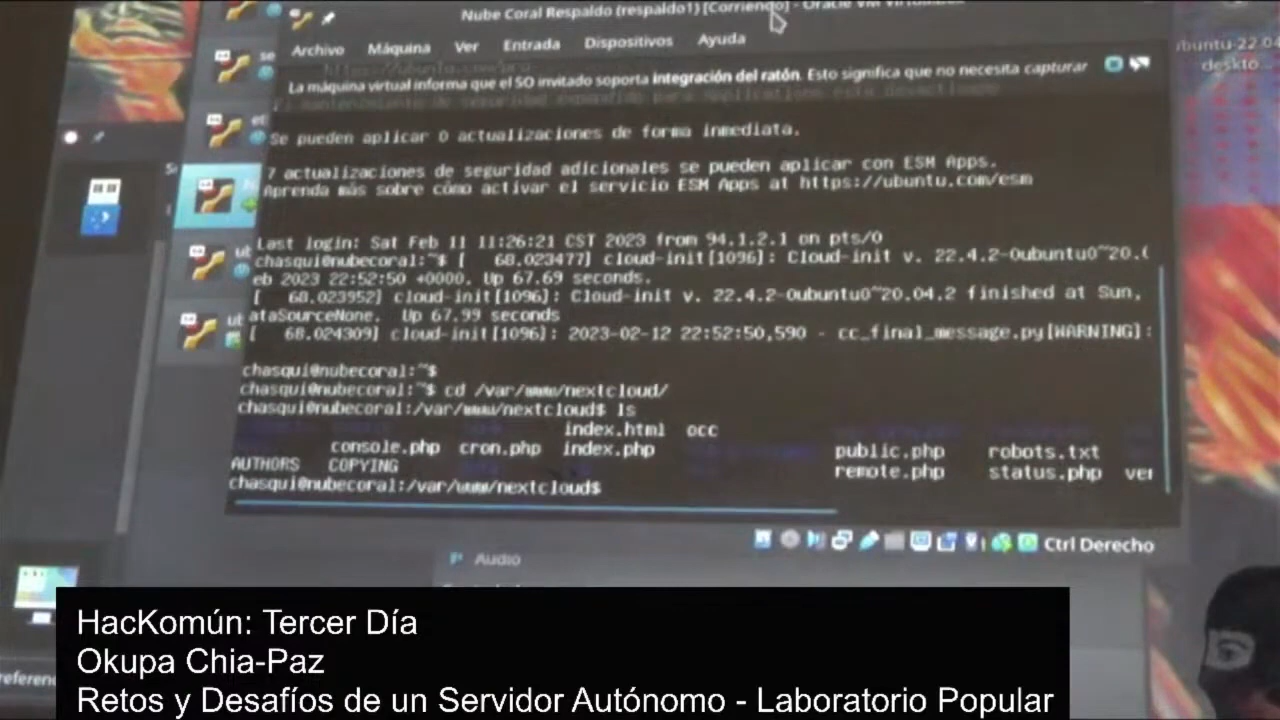 Nube Coral Respaldo (respaldo1) [Corriendo] - Oracle VM
Archivo Máquina Ver Entrada Dispositivos Ayuda
La máquina virtual informa que el SO invitado soporta integración del ratón. Esto significa que no necesita capturar
Se pueden aplicar 0 actualizaciones de forma inmediata.
7 actualizaciones de seguridad adicionales se pueden aplicar con ESM Apps.
Aprenda más sobre cómo activar el servicio ESM Apps at https://ubuntu.com/esm
Last login: Sat Feb 11 11:26:21 CST 2023 from 94.1.2.1 on pts/0
chasqui@nubecoral:~$ [ 68.023477] cloud-init[1096]: Cloud-init v. 22.4.2-0ubuntu0~20.
eb 2023 22:52:50 +0000. Up 67.69 seconds.
[ 68.023952] cloud-init[1096]: Cloud-init v. 22.4.2-0ubuntu0~20.04.2 finished at Sun,
ataSourceNone. Up 67.99 seconds
[ 68.024309] cloud-init[1096]: 2023-02-12 22:52:50,590 - cc_final_message.py[WARNING]:
chasqui@nubecoral:~$
chasqui@nubecoral:~$ cd /var/www/nextcloud/
chasqui@nubecoral:/var/www/nextcloud$ ls
index.html occ
console.php cron.php index.php public.php robots.txt
AUTHORS COPYING remote.php status.php ver
chasqui@nubecoral:/var/www/nextcloud$
Ctrl Derecho
Audio
HacKomún: Tercer Día
Okupa Chia-Paz
Retos y Desafíos de un Servidor Autónomo - Laboratorio Popular